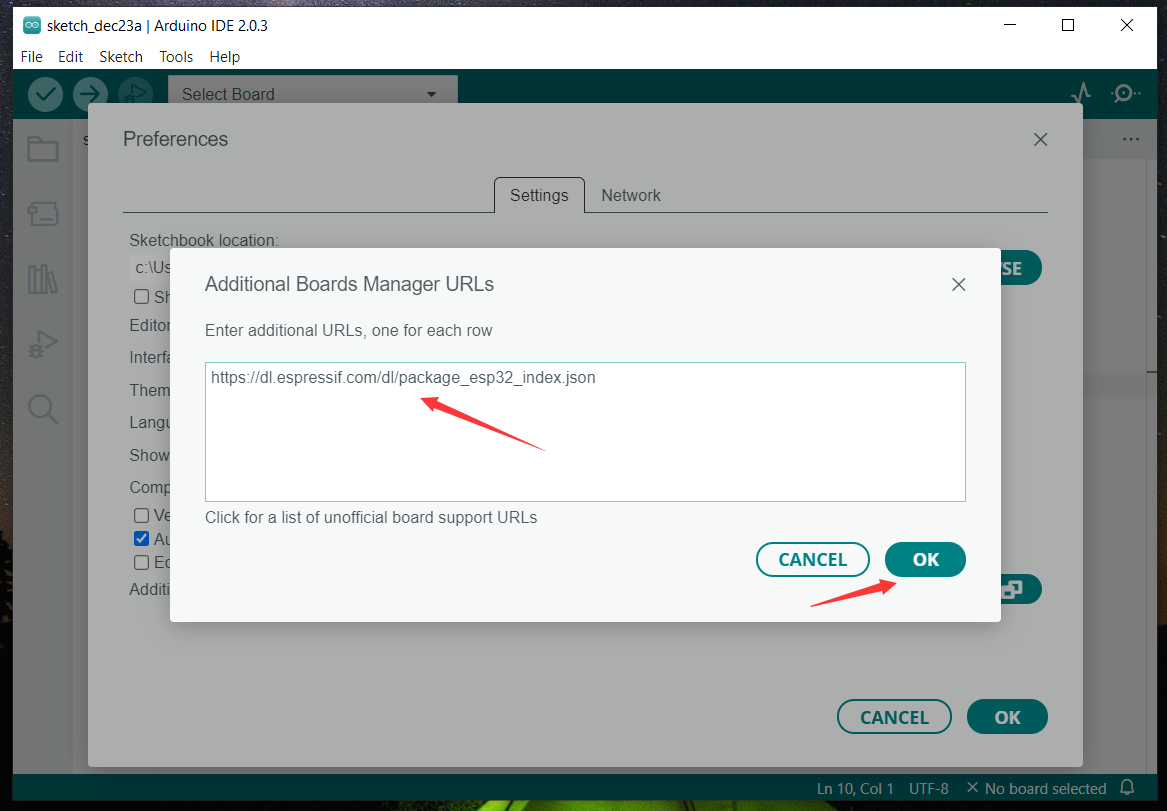 sketch_dec23a | Arduino IDE 2.0.3
File Edit Sketch Tools Help
Select Board
Preferences
Settings Network
Sketchbook location:
c:\Us
SE
Sh
Editor
Interfa
Them
Langu
Show
Comp
Ve
Au
Ed
Additi
Additional Boards Manager URLs
Enter additional URLs, one for each row
https://dl.espressif.com/dl/package_esp32_index.json
Click for a list of unofficial board support URLs
CANCEL OK
CANCEL OK
Ln 10, Col 1 UTF-8 No board selected